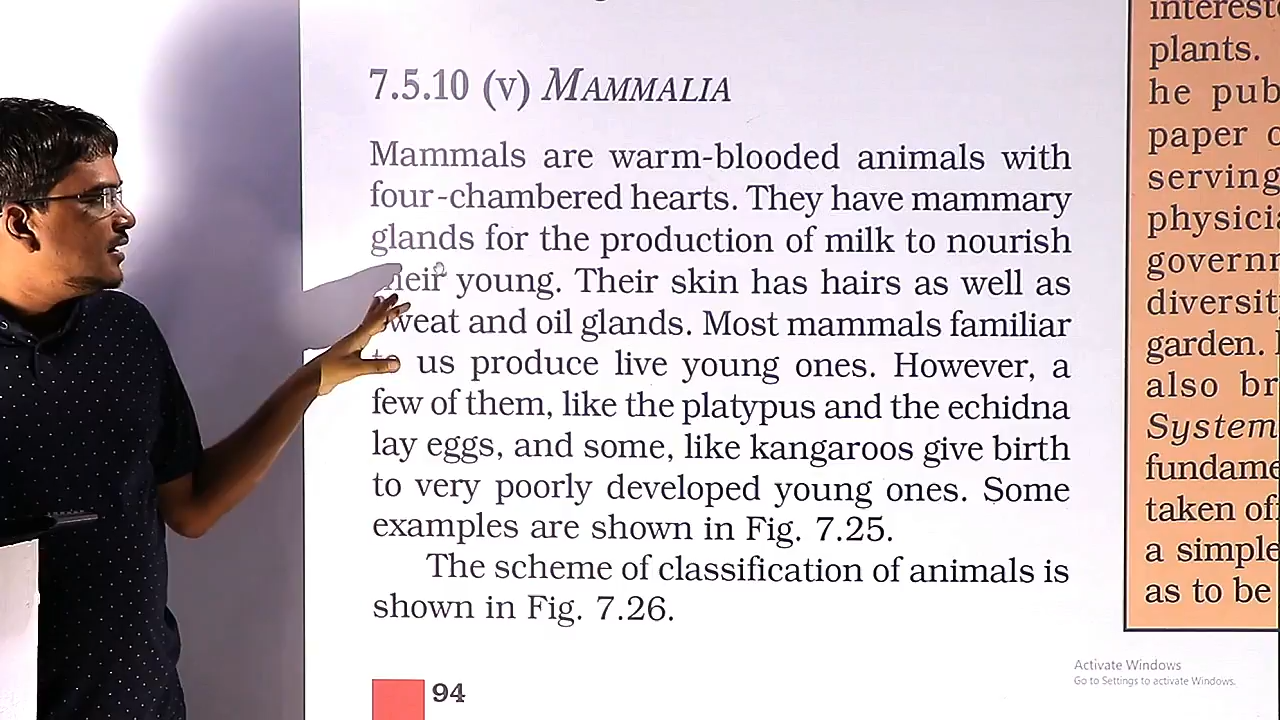 7.5.10 (v) MAMMALIA
Mammals are warm-blooded animals with
four-chambered hearts. They have mammary
glands for the production of milk to nourish
their young. Their skin has hairs as well as
sweat and oil glands. Most mammals familiar
to us produce live young ones. However, a
few of them, like the platypus and the echidna
lay eggs, and some, like kangaroos give birth
to very poorly developed young ones. Some
examples are shown in Fig. 7.25.
The scheme of classification of animals is
shown in Fig. 7.26.
94
plants.
he pub
paper
serving
physici
govern
diversit
garden.
also br
System
fundame
taken of
a simple
as to be
Activate Windows
Go to Settings to activate Windows.